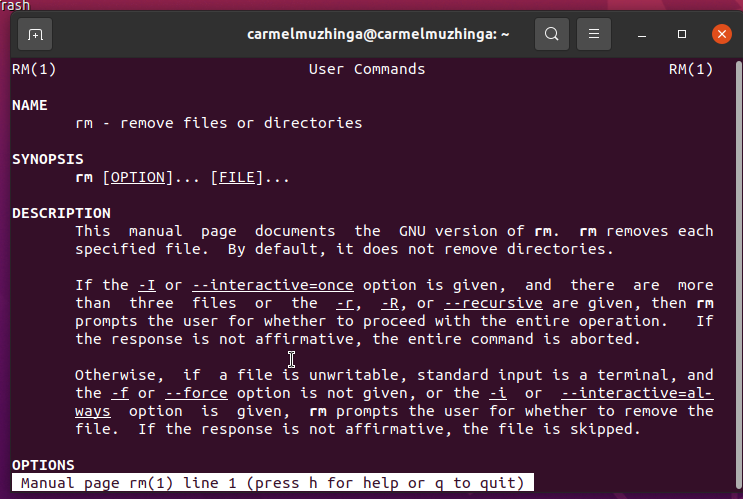 Trash
carmelmuzhinga@carmelmuzhinga: ~
RM(1) User Commands RM(1)
NAME
rm - remove files or directories
SYNOPSIS
rm [OPTION]... [FILE]...
DESCRIPTION
This manual page documents the GNU version of rm. rm removes each
specified file. By default, it does not remove directories.
If the -I or --interactive=once option is given, and there are more
than three files or the -r, -R, or --recursive are given, then rm
prompts the user for whether to proceed with the entire operation. If
the response is not affirmative, the entire command is aborted.
Otherwise, if a file is unwritable, standard input is a terminal, and
the -f or --force option is not given, or the -i or --interactive=al-
ways option is given, rm prompts the user for whether to remove the
file. If the response is not affirmative, the file is skipped.
OPTIONS
Manual page rm(1) line 1 (press h for help or q to quit)